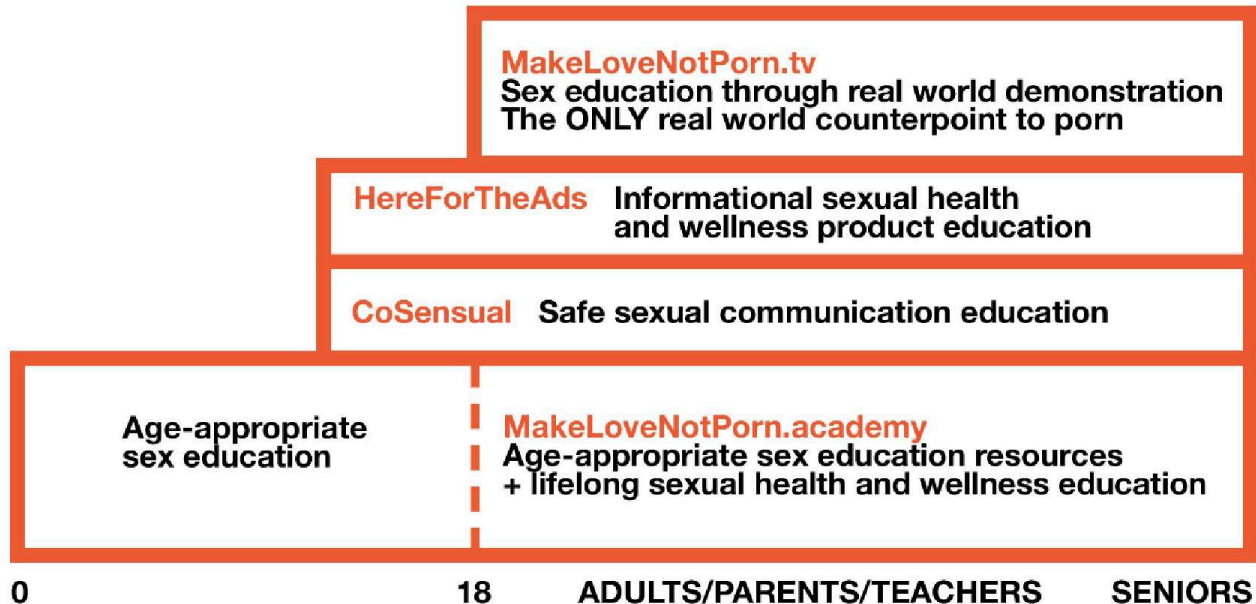 MakeLoveNotPorn.tv
Sex education through real world demonstration
The ONLY real world counterpoint to porn
HereForTheAds Informational sexual health
and wellness product education
CoSensual Safe sexual communication education
Age-appropriate
sex education
MakeLoveNotPorn.academy
Age-appropriate sex education resources
+ lifelong sexual health and wellness education
0 18 ADULTS/PARENTS/TEACHERS SENIORS